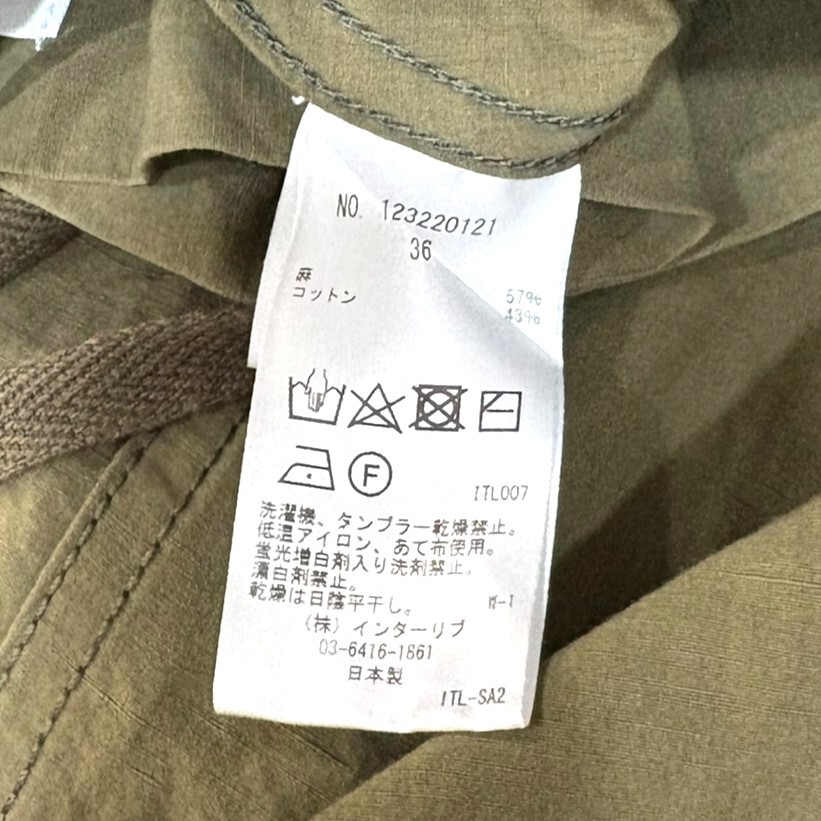 NO. 123220121
36
麻 57%
コットン 43%
F
ITL007
洗濯機、タンブラー乾燥禁止。
低温アイロン、あて布使用。
蛍光増白剤入り洗剤禁止。
漂白剤禁止。
乾燥は日陰平干し。
W-1
(株)インターリブ
03-6416-1861
日本製
ITL-SA2